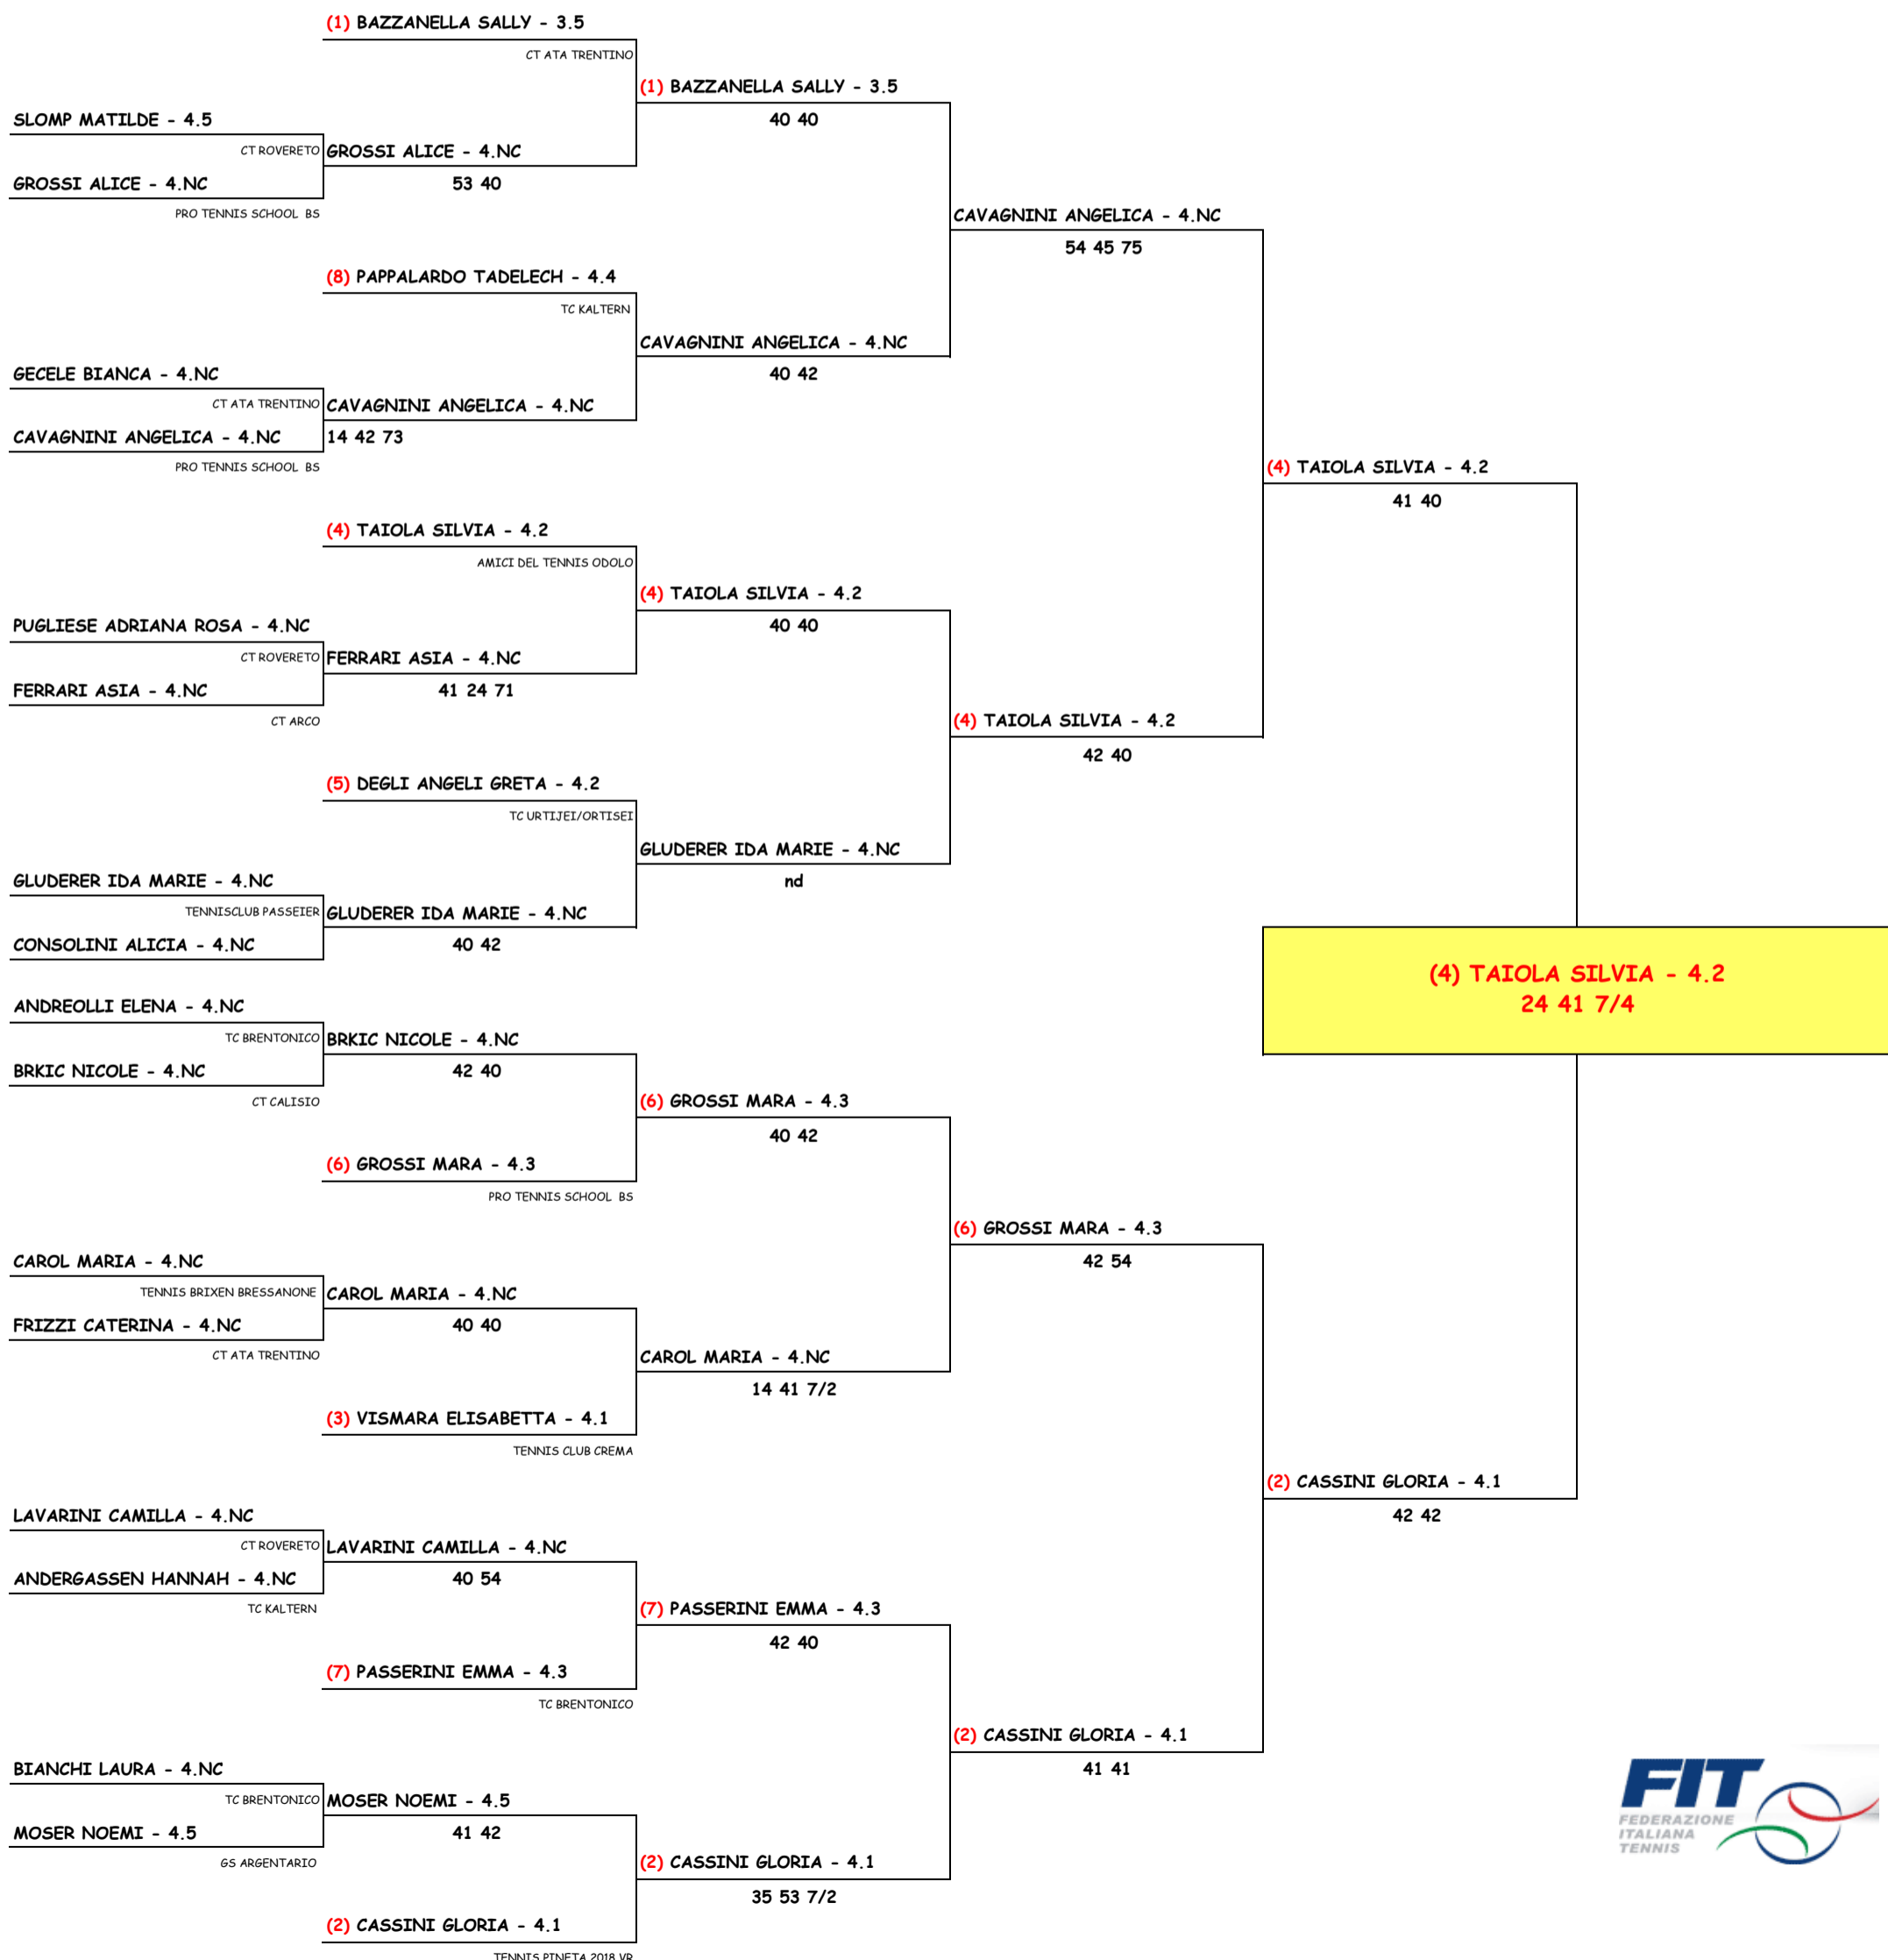 (1) BAZZANELLA SALLY - 3.5
CT ATA TRENTINO
(1) BAZZANELLA SALLY - 3.5
40 40
SLOMP MATILDE - 4.5
CT ROVERETO
GROSSI ALICE - 4.NC
53 40
GROSSI ALICE - 4.NC
PRO TENNIS SCHOOL BS
CAVAGNINI ANGELICA - 4.NC
54 45 75
(8) PAPPALARDO TADELECH - 4.4
TC KALTERN
CAVAGNINI ANGELICA - 4.NC
40 42
GECELE BIANCA - 4.NC
CT ATA TRENTINO
CAVAGNINI ANGELICA - 4.NC
14 42 73
CAVAGNINI ANGELICA - 4.NC
PRO TENNIS SCHOOL BS
(4) TAIOLA SILVIA - 4.2
41 40
(4) TAIOLA SILVIA - 4.2
AMICI DEL TENNIS ODOLO
(4) TAIOLA SILVIA - 4.2
40 40
PUGLIESE ADRIANA ROSA - 4.NC
CT ROVERETO
FERRARI ASIA - 4.NC
41 24 71
FERRARI ASIA - 4.NC
CT ARCO
(4) TAIOLA SILVIA - 4.2
42 40
(5) DEGLI ANGELI GRETA - 4.2
TC URTIJEI/ORTISEI
GLUDERER IDA MARIE - 4.NC
nd
GLUDERER IDA MARIE - 4.NC
TENNISCLUB PASSEIER
GLUDERER IDA MARIE - 4.NC
40 42
CONSOLINI ALICIA - 4.NC
(4) TAIOLA SILVIA - 4.2
24 41 7/4
ANDREOLLI ELENA - 4.NC
TC BRENTONICO
BRKIC NICOLE - 4.NC
42 40
BRKIC NICOLE - 4.NC
CT CALISIO
(6) GROSSI MARA - 4.3
40 42
(6) GROSSI MARA - 4.3
PRO TENNIS SCHOOL BS
(6) GROSSI MARA - 4.3
42 54
CAROL MARIA - 4.NC
TENNIS BRIXEN BRESSANONE
CAROL MARIA - 4.NC
40 40
FRIZZI CATERINA - 4.NC
CT ATA TRENTINO
CAROL MARIA - 4.NC
14 41 7/2
(3) VISMARA ELISABETTA - 4.1
TENNIS CLUB CREMA
(2) CASSINI GLORIA - 4.1
42 42
LAVARINI CAMILLA - 4.NC
CT ROVERETO
LAVARINI CAMILLA - 4.NC
40 54
ANDERGASSEN HANNAH - 4.NC
TC KALTERN
(7) PASSERINI EMMA - 4.3
42 40
(7) PASSERINI EMMA - 4.3
TC BRENTONICO
(2) CASSINI GLORIA - 4.1
41 41
BIANCHI LAURA - 4.NC
TC BRENTONICO
MOSER NOEMI - 4.5
41 42
MOSER NOEMI - 4.5
GS ARGENTARIO
(2) CASSINI GLORIA - 4.1
35 53 7/2
(2) CASSINI GLORIA - 4.1
TENNIS PINETA 2018 VR
FIT
FEDERAZIONE
ITALIANA
TENNIS